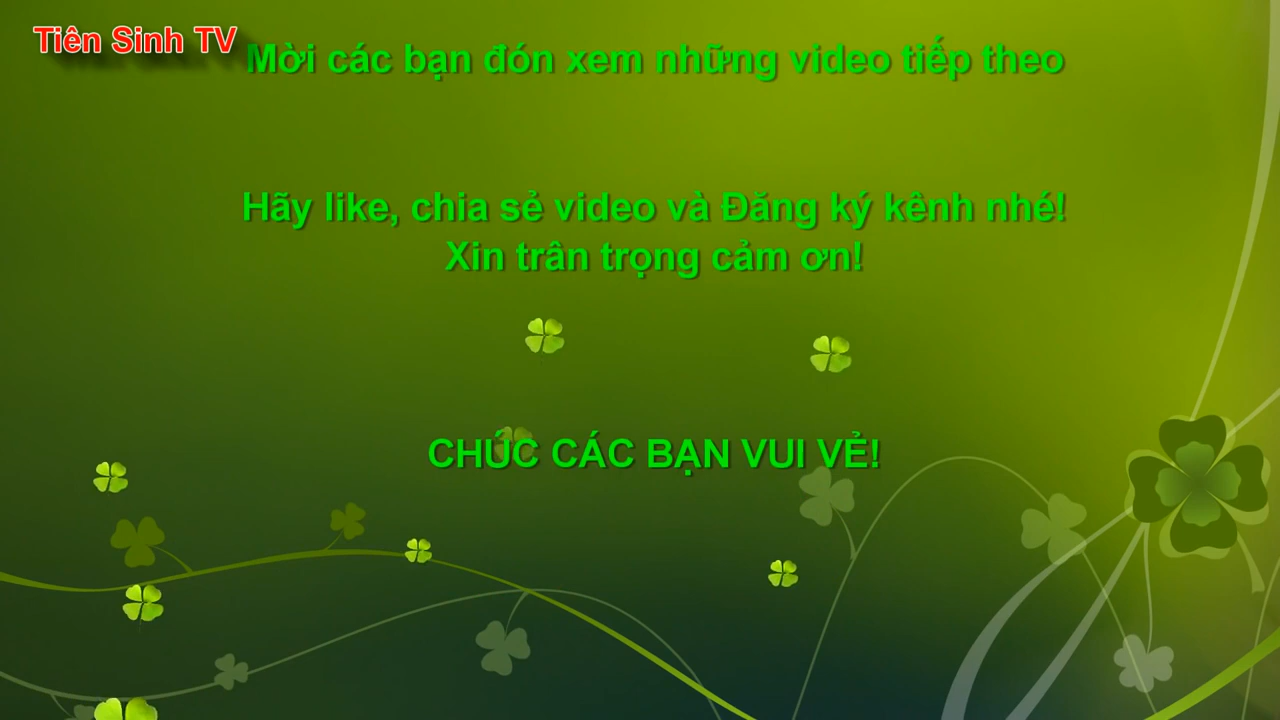 Tiên Sinh TV
Mời các bạn đón xem những video tiếp theo
Hãy like, chia sẻ video và Đăng ký kênh nhé!
Xin trân trọng cảm ơn!
CHÚC CÁC BẠN VUI VẺ!